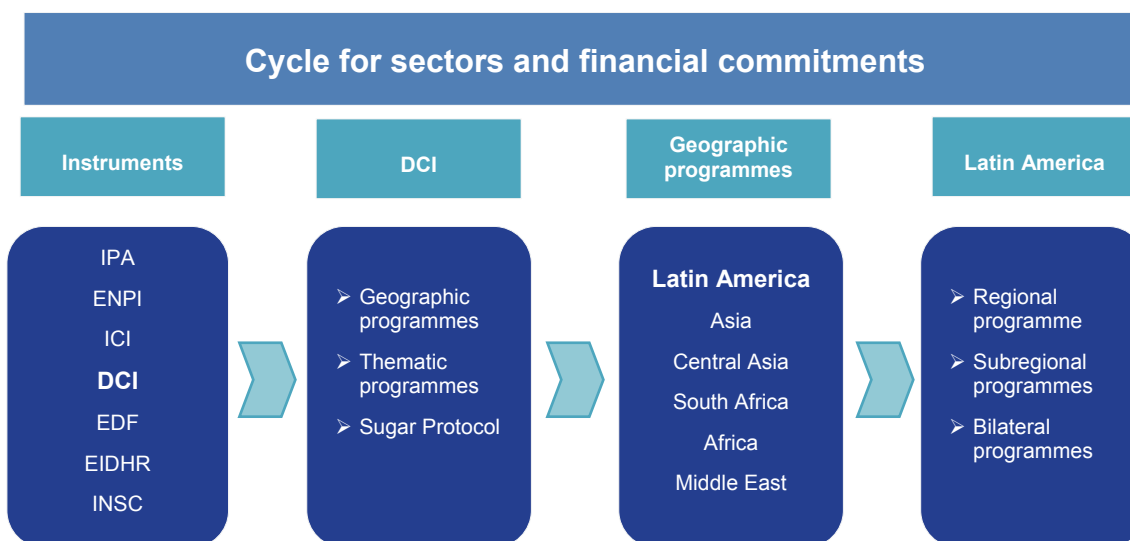 Cycle for sectors and financial commitments
Instruments
DCI
Geographic
programmes
Latin America
IPA
ENPI
ICI
DCI
EDF
EIDHR
INSC
➢ Geographic
programmes
➢ Thematic
programmes
➢ Sugar Protocol
Latin America
Asia
Central Asia
South Africa
Africa
Middle East
➢ Regional
programme
➢ Subregional
programmes
➢ Bilateral
programmes